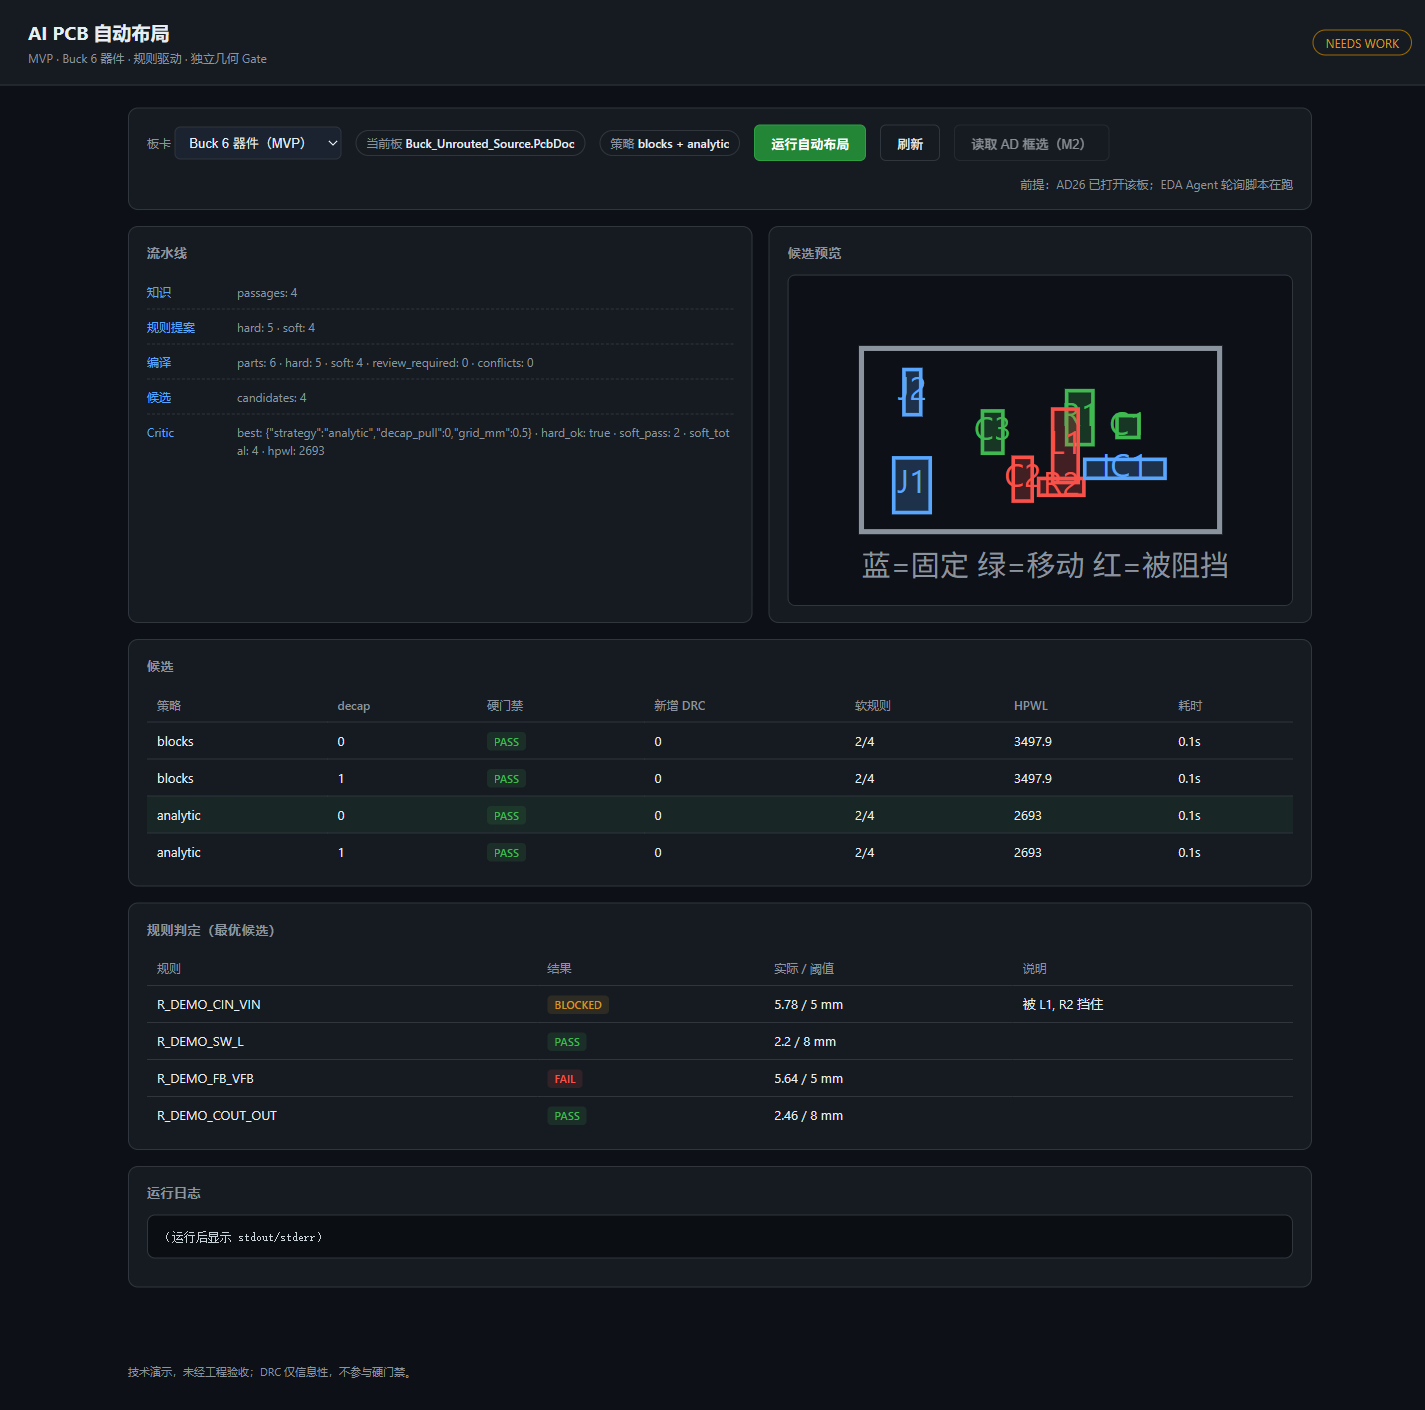 AI PCB 自动布局
MVP · Buck 6 器件 · 规则驱动 · 独立几何 Gate
NEEDS WORK
板卡 Buck 6 器件（MVP） 当前板 Buck_Unrouted_Source.PcbDoc 策略 blocks + analytic 运行自动布局 刷新 读取 AD 框选（M2）
前提：AD26 已打开该板；EDA Agent 轮询脚本在跑
流水线
知识 passages: 4
规则提案 hard: 5 · soft: 4
编译 parts: 6 · hard: 5 · soft: 4 · review_required: 0 · conflicts: 0
候选 candidates: 4
Critic best: {"strategy":"analytic","decap_pull":0,"grid_mm":0.5} · hard_ok: true · soft_pass: 2 · soft_tot
al: 4 · hpwl: 2693
候选预览
J2
R1
C3
L1
IC1
C2
R2
J1
蓝=固定 绿=移动 红=被阻挡
候选
策略 decap 硬门禁 新增 DRC 软规则 HPWL 耗时
blocks 0 PASS 0 2/4 3497.9 0.1s
blocks 1 PASS 0 2/4 3497.9 0.1s
analytic 0 PASS 0 2/4 2693 0.1s
analytic 1 PASS 0 2/4 2693 0.1s
规则判定（最优候选）
规则 结果 实际 / 阈值 说明
R_DEMO_CIN_VIN BLOCKED 5.78 / 5 mm 被 L1, R2 挡住
R_DEMO_SW_L PASS 2.2 / 8 mm
R_DEMO_FB_VFB FAIL 5.64 / 5 mm
R_DEMO_COUT_OUT PASS 2.46 / 8 mm
运行日志
（运行后显示 stdout/stderr）
技术演示，未经工程验收；DRC 仅信息性，不参与硬门禁。